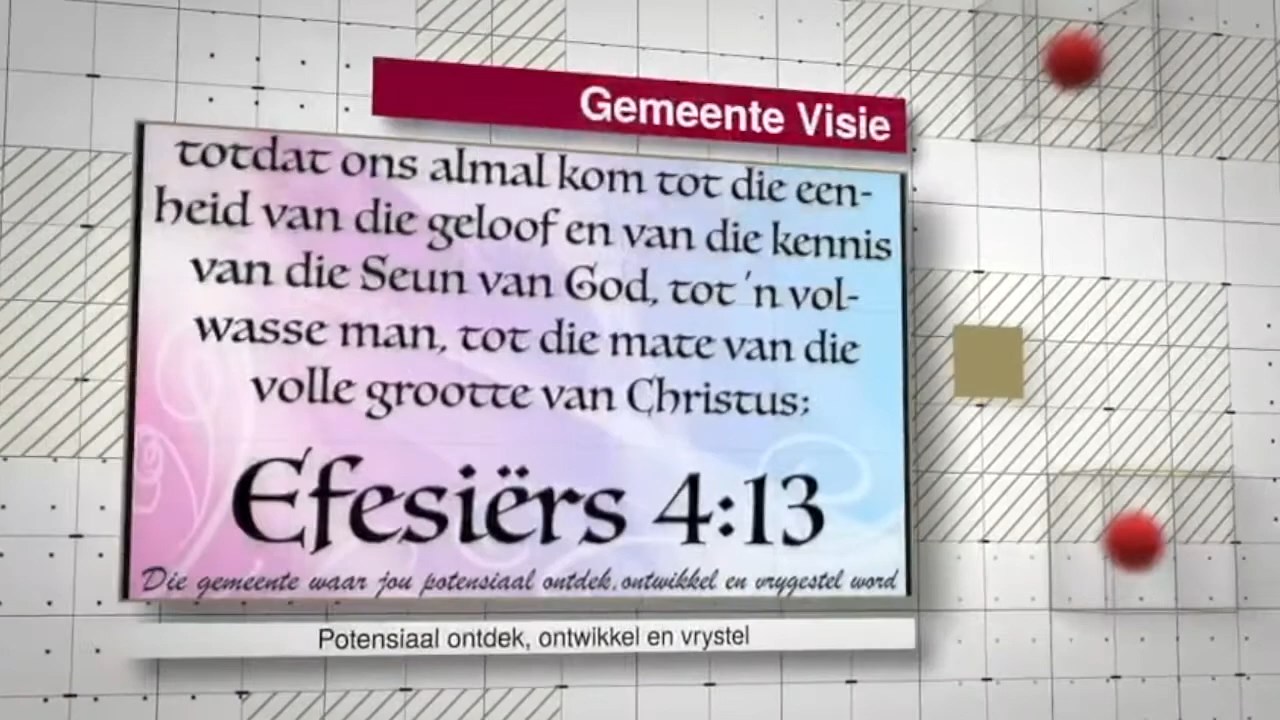 Gemeente Visie
totdat ons almal kom tot die een-
heid van die geloof en van die kennis
van die Seun van God, tot 'n vol-
wasse man, tot die mate van die
volle grootte van Christus;
Efesiërs 4:13
Die gemeente waar jou potensiaal ontdek, ontwikkel en vrygestel word
Potensiaal ontdek, ontwikkel en vrystel